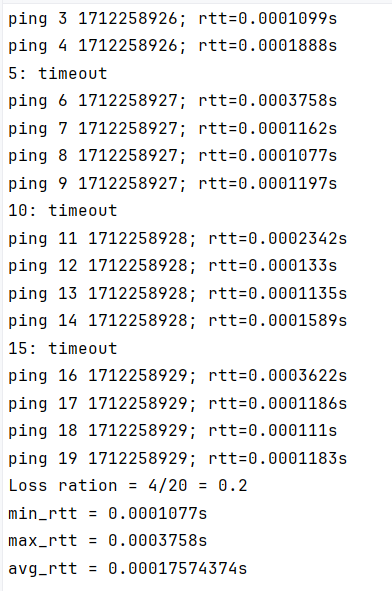 ping 3 1712258926; rtt=0.0001099s
ping 4 1712258926; rtt=0.0001888s
5: timeout
ping 6 1712258927; rtt=0.0003758s
ping 7 1712258927; rtt=0.0001162s
ping 8 1712258927; rtt=0.0001077s
ping 9 1712258927; rtt=0.0001197s
10: timeout
ping 11 1712258928; rtt=0.0002342s
ping 12 1712258928; rtt=0.000133s
ping 13 1712258928; rtt=0.0001135s
ping 14 1712258928; rtt=0.0001589s
15: timeout
ping 16 1712258929; rtt=0.0003622s
ping 17 1712258929; rtt=0.0001186s
ping 18 1712258929; rtt=0.000111s
ping 19 1712258929; rtt=0.0001183s
Loss ration = 4/20 = 0.2
min_rtt = 0.0001077s
max_rtt = 0.0003758s
avg_rtt = 0.00017574374s